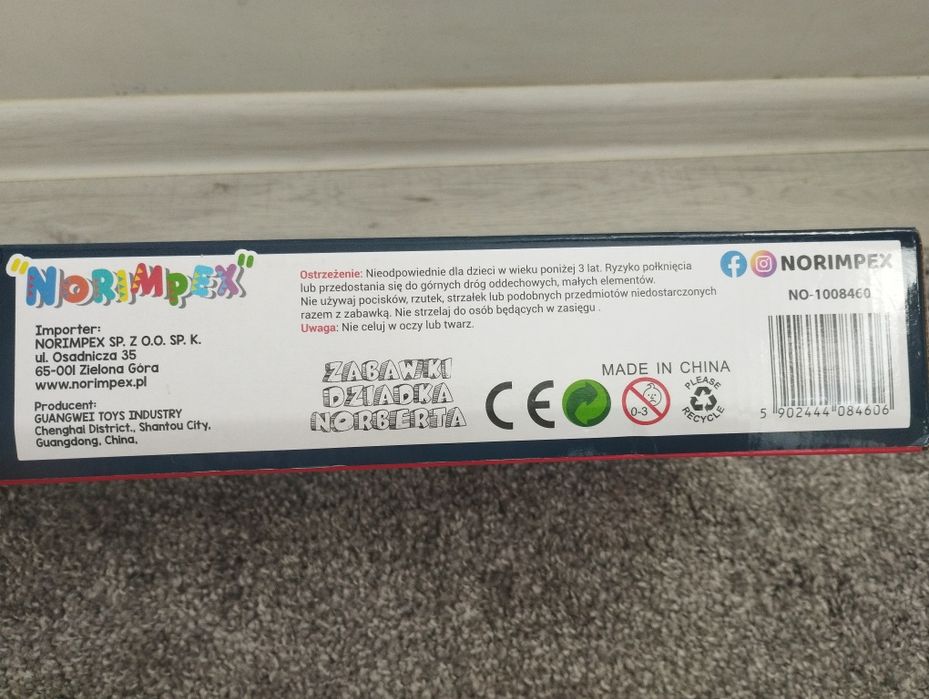 "NORIMPEX"
Importer:
NORIMPEX SP. Z O.O. SP. K.
ul. Osadnicza 35
65-001 Zielona Góra
www.norimpex.pl
Producent:
GUANGWEI TOYS INDUSTRY
Chenghai District., Shantou City,
Guangdong, China,
Ostrzeżenie: Nieodpowiednie dla dzieci w wieku poniżej 3 lat. Ryzyko połknięcia
lub przedostania się do górnych dróg oddechowych, małych elementów.
Nie używaj pocisków, rzutek, strzałek lub podobnych przedmiotów niedostarczonych
razem z zabawką. Nie strzelaj do osób będących w zasięgu .
Uwaga: Nie celuj w oczy lub twarz.
ZABAWKI
DZIADKA
NORBERTA
MADE IN CHINA
CE
0-3
PLEASE
RECYCLE
NORIMPEX
NO-1008460
5 902444 084606